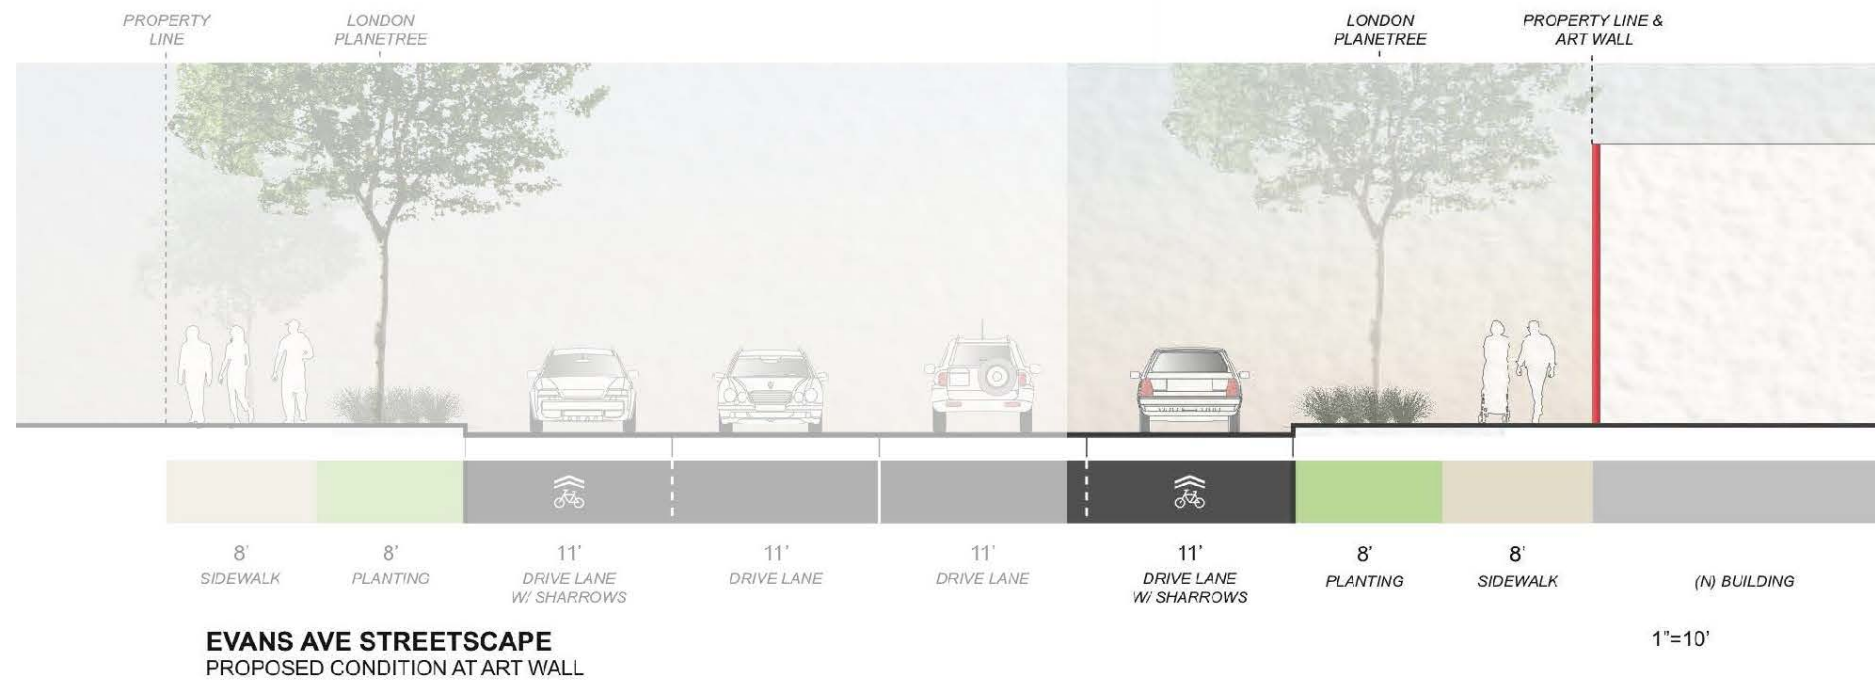 PROPERTY
LINE
LONDON
PLANETREE
LONDON
PLANETREE
PROPERTY LINE &
ART WALL
8'
SIDEWALK
8'
PLANTING
11'
DRIVE LANE
W/ SHARROWS
11'
DRIVE LANE
11'
DRIVE LANE
11'
DRIVE LANE
W/ SHARROWS
8'
PLANTING
8'
SIDEWALK
(N) BUILDING
EVANS AVE STREETSCAPE
PROPOSED CONDITION AT ART WALL
1"=10'